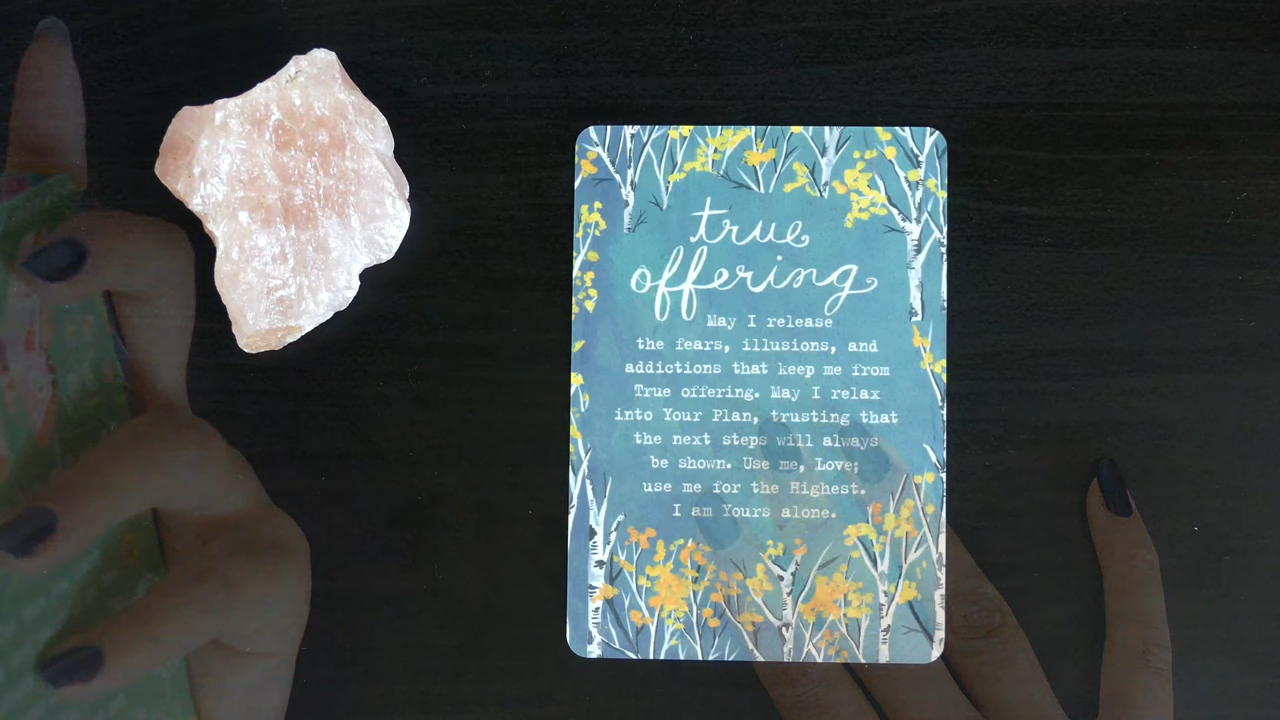 true
offering
May I release
the fears, illusions, and
addictions that keep me from
True offering. May I relax
into Your Plan, trusting that
the next steps will always
be shown. Use me, Love;
use me for the Highest.
I am Yours alone.